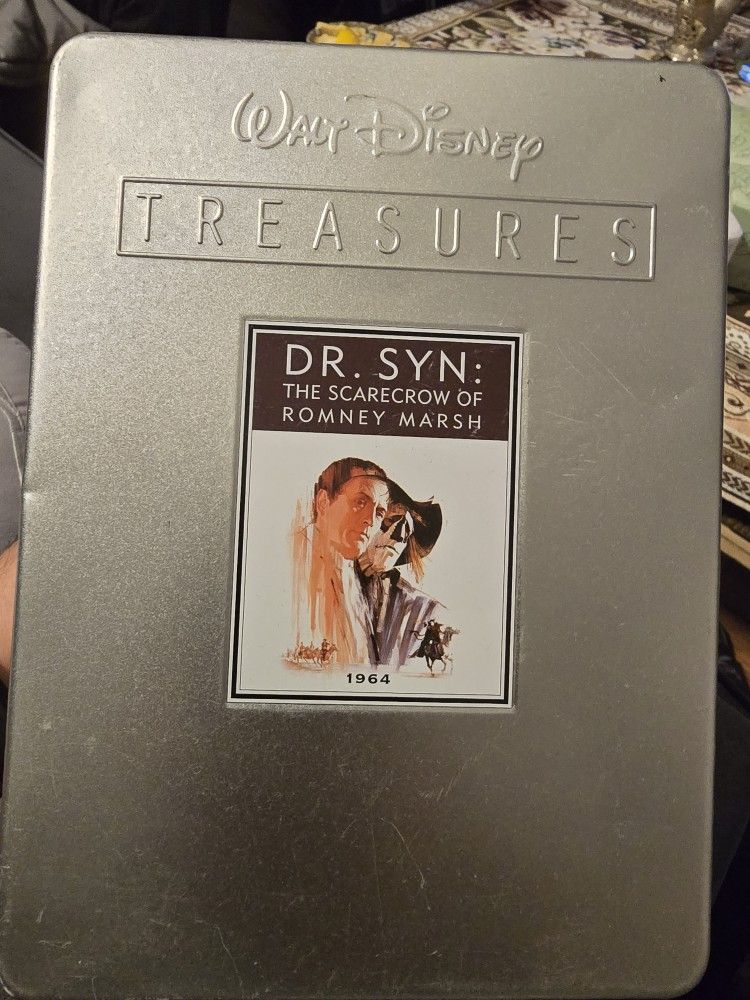 WALT DISNEY
TREASURES
DR. SYN:
THE SCARECROW OF
ROMNEY MARSH
1964